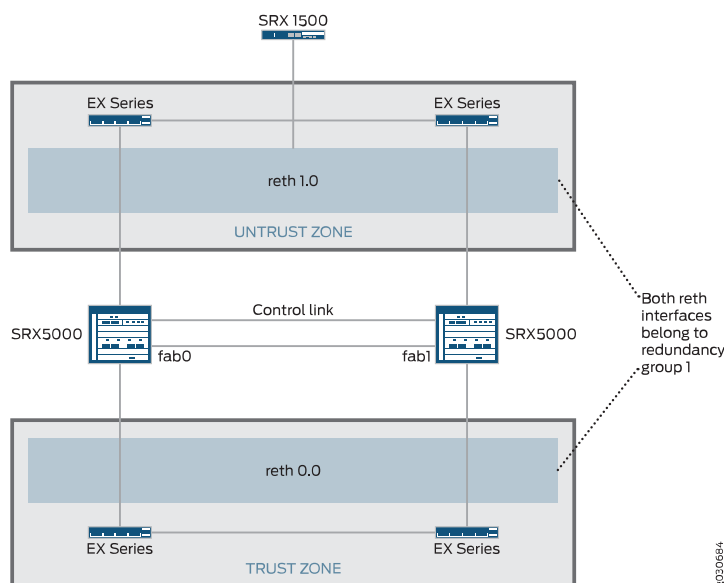 SRX 1500
EX Series
EX Series
reth 1.0
UNTRUST ZONE
Control link
SRX5000
SRX5000
fab0
fab1
Both reth
interfaces
belong to
redundancy
group 1
reth 0.0
EX Series
EX Series
TRUST ZONE
030684